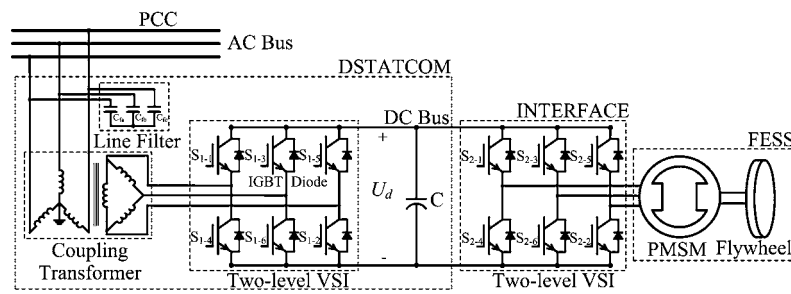 PCC
AC Bus
DSTATCOM
Cfa Cfb Cfc
Line Filter
DC Bus
INTERFACE
FESS
S1-1 S1-3 S1-5
IGBT Diode
+
Ud
C
-
S1-4 S1-6 S1-2
S2-1 S2-3 S2-5
S2-4 S2-6 S2-2
PMSM Flywheel
Coupling
Transformer
Two-level VSI
Two-level VSI